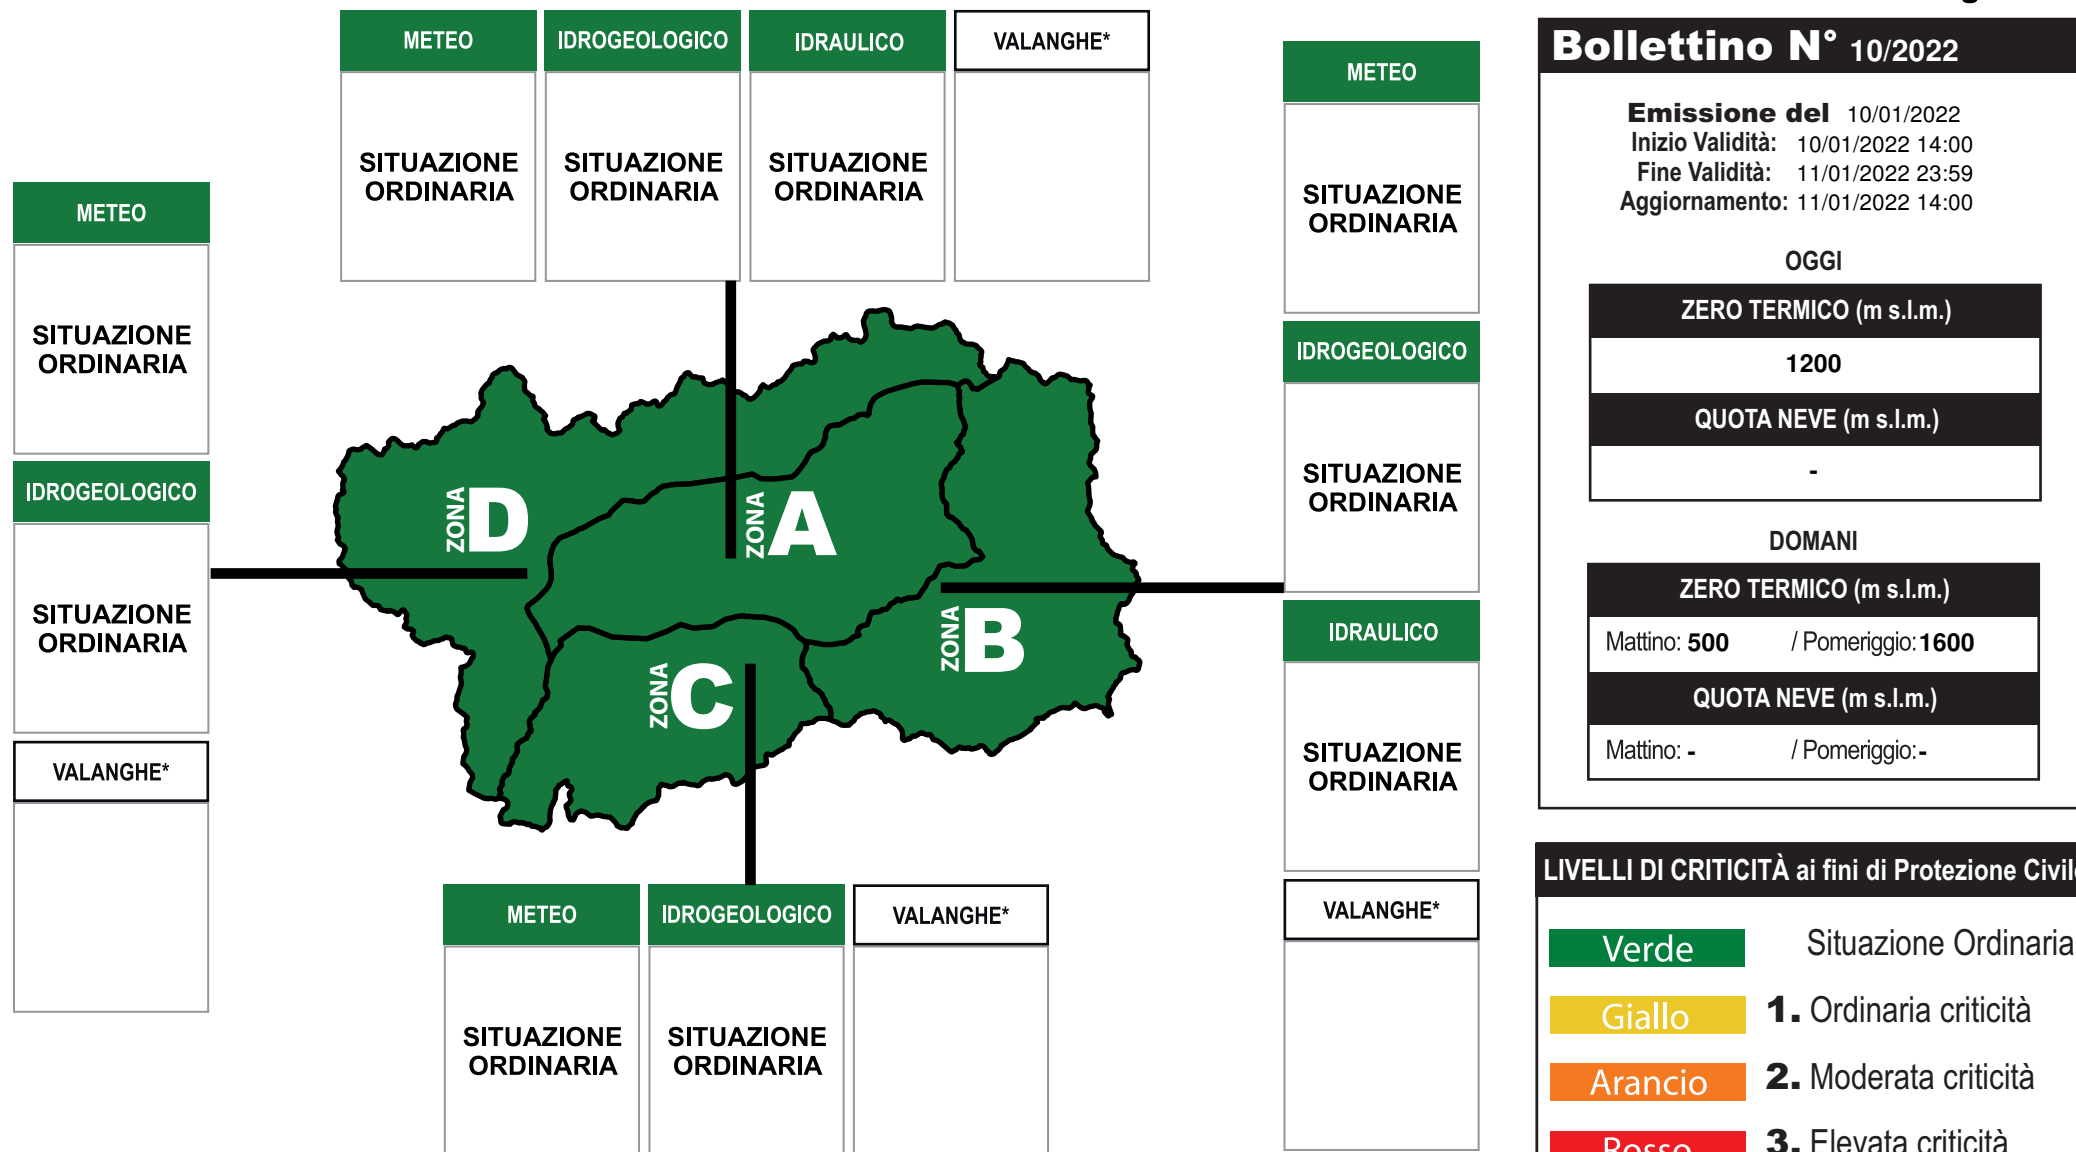 METEO IDROGEOLOGICO IDRAULICO VALANGHE*
SITUAZIONE ORDINARIA
SITUAZIONE ORDINARIA
SITUAZIONE ORDINARIA
METEO
SITUAZIONE
ORDINARIA
IDROGEOLOGICO
SITUAZIONE
ORDINARIA
VALANGHE*
ZONA D
ZONA A
ZONA B
ZONA C
METEO
SITUAZIONE
ORDINARIA
IDROGEOLOGICO
SITUAZIONE
ORDINARIA
IDRAULICO
SITUAZIONE
ORDINARIA
VALANGHE*
METEO IDROGEOLOGICO VALANGHE*
SITUAZIONE ORDINARIA
SITUAZIONE ORDINARIA
Bollettino N° 10/2022
Emissione del 10/01/2022
Inizio Validità: 10/01/2022 14:00
Fine Validità: 11/01/2022 23:59
Aggiornamento: 11/01/2022 14:00
OGGI
ZERO TERMICO (m s.l.m.)
1200
QUOTA NEVE (m s.l.m.)
-
DOMANI
ZERO TERMICO (m s.l.m.)
Mattino: 500 / Pomeriggio: 1600
QUOTA NEVE (m s.l.m.)
Mattino: - / Pomeriggio: -
LIVELLI DI CRITICITÀ ai fini di Protezione Civile
Verde Situazione Ordinaria
Giallo 1. Ordinaria criticità
Arancio 2. Moderata criticità
Rosso 3. Elevata criticità